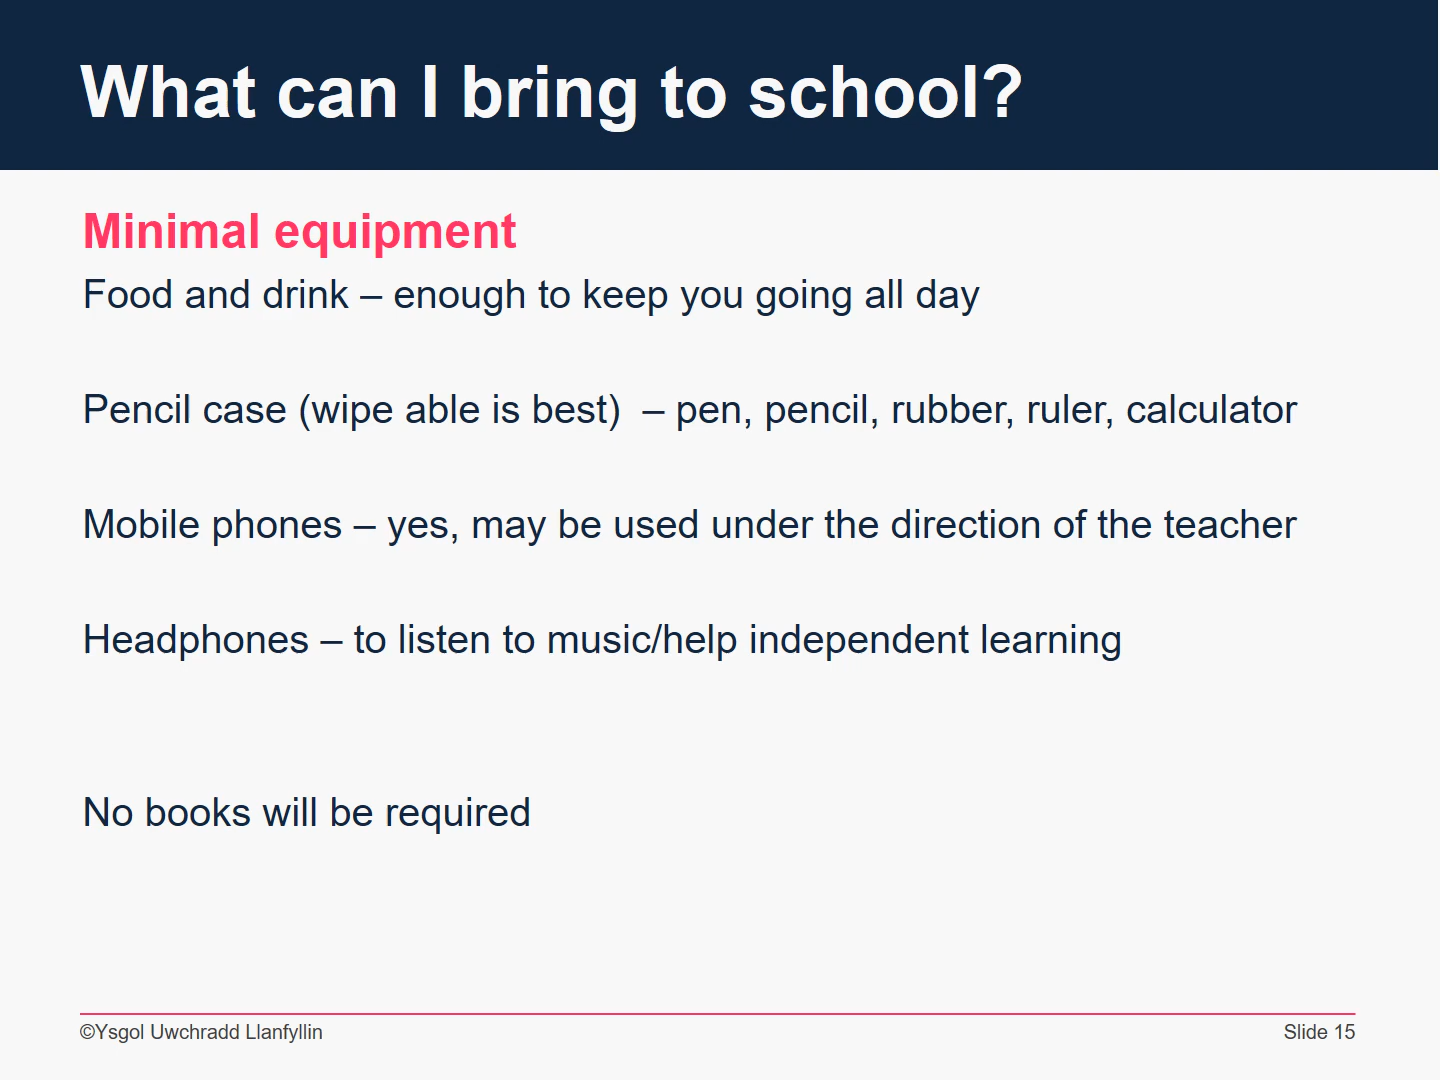 What can I bring to school?
Minimal equipment
Food and drink – enough to keep you going all day
Pencil case (wipe able is best)  – pen, pencil, rubber, ruler, calculator
Mobile phones – yes, may be used under the direction of the teacher
Headphones – to listen to music/help independent learning
No books will be required
©Ysgol Uwchradd Llanfyllin
Slide 15